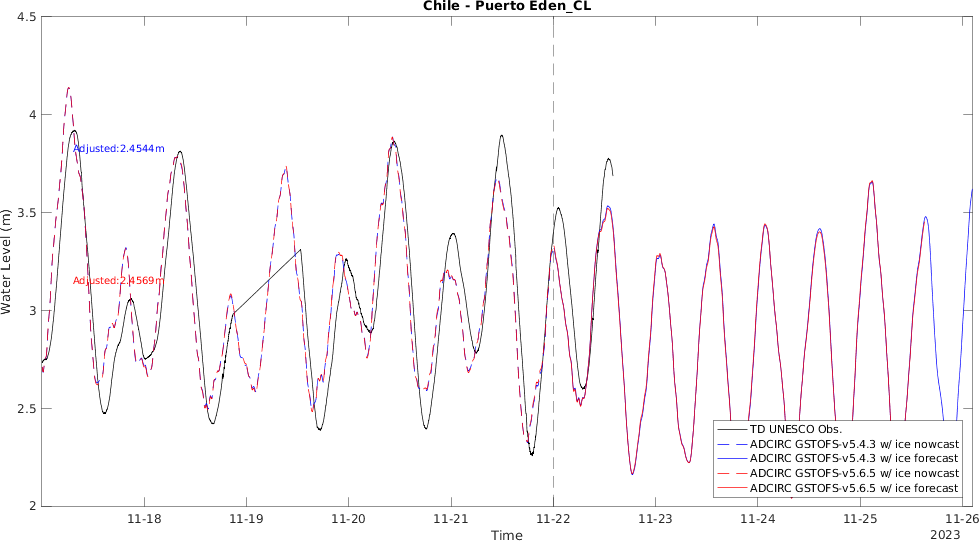 Chile - Puerto Eden_CL
4.5
4
3.5
3
2.5
2
Water Level (m)
Adjusted:2.4544m
Adjusted:2.4569m
TD UNESCO Obs.
ADCIRC GSTOFS-v5.4.3 w/ ice nowcast
ADCIRC GSTOFS-v5.4.3 w/ ice forecast
ADCIRC GSTOFS-v5.6.5 w/ ice nowcast
ADCIRC GSTOFS-v5.6.5 w/ ice forecast
11-18 11-19 11-20 11-21 11-22 11-23 11-24 11-25 11-26
Time
2023